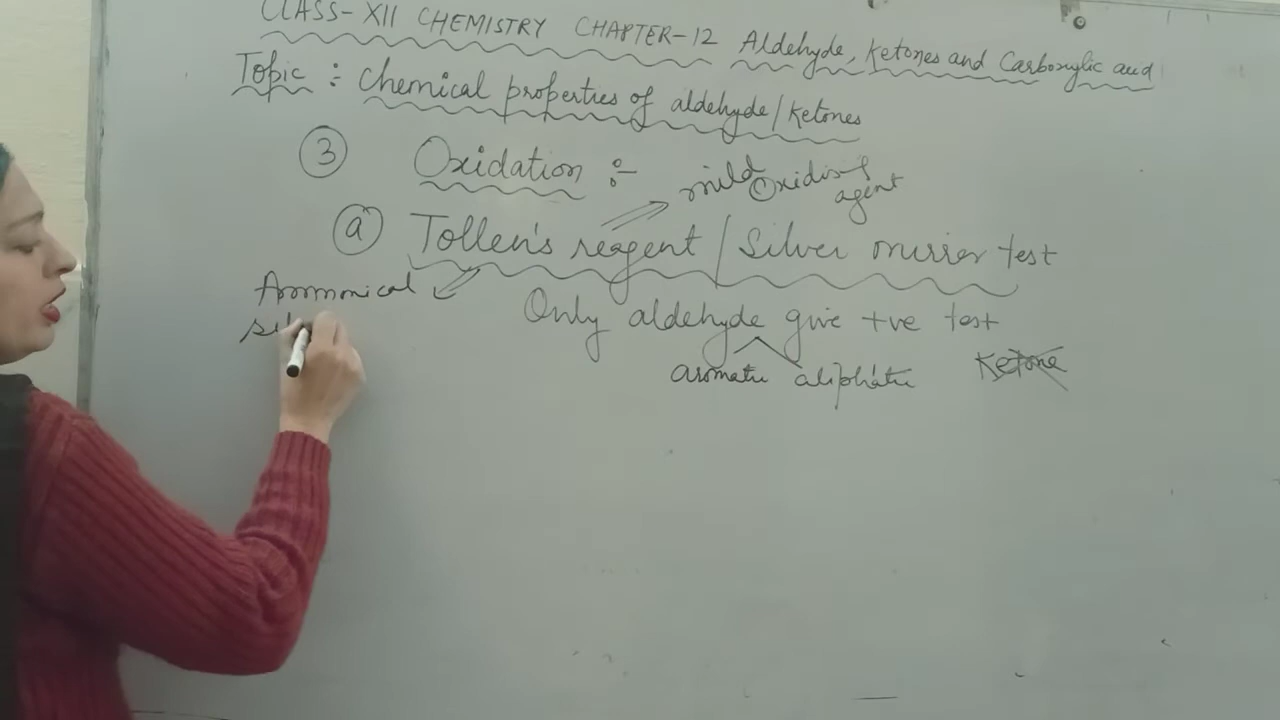 CLASS-XII CHEMISTRY CHAPTER-12 Aldehyde, Ketones and Carboxylic acid
Topic : Chemical properties of aldehyde/Ketones
3 Oxidation :-
mild Oxidising agent
a Tollen's reagent / Silver mirror test
Ammonical
sil
Only aldehyde give +ve test
aromatic aliphatic Ketone